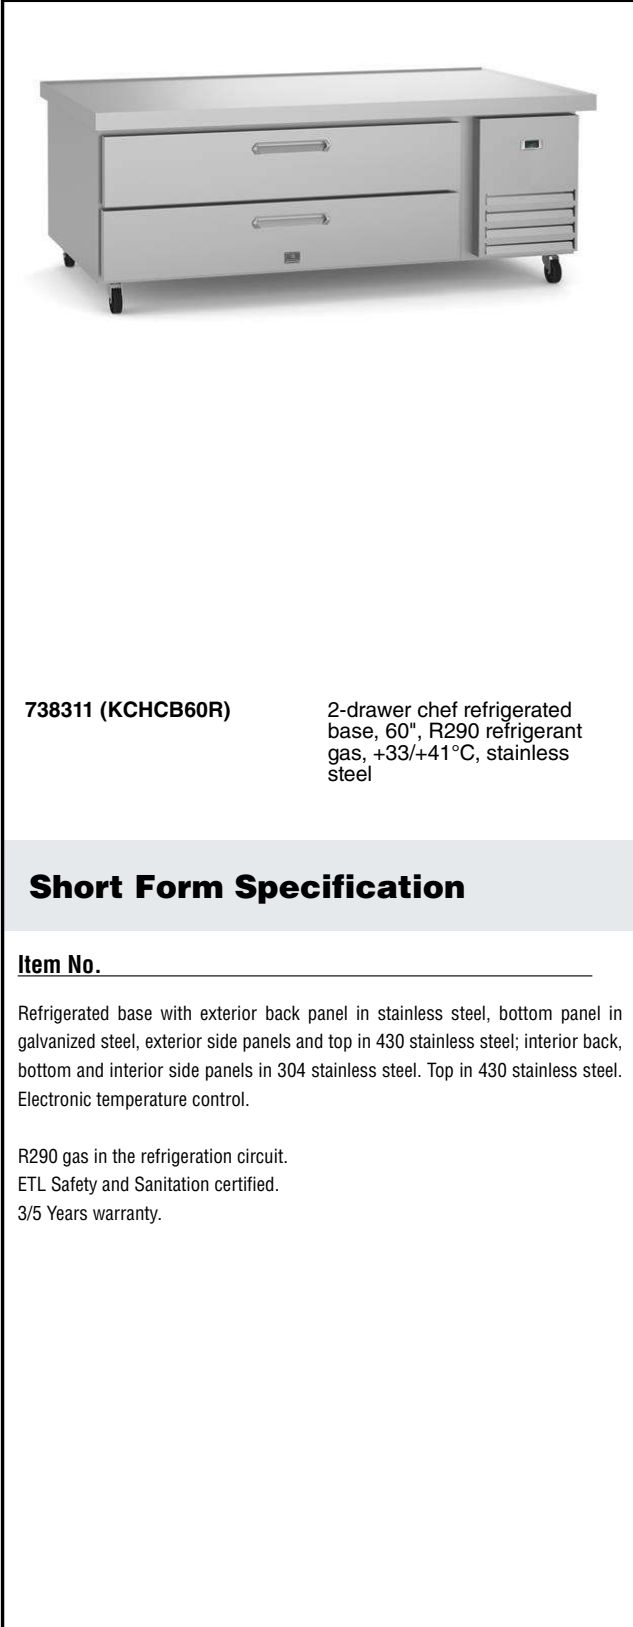 738311 (KCHCB60R)
2-drawer chef refrigerated
base, 60", R290 refrigerant
gas, +33/+41°C, stainless
steel
Short Form Specification
Item No.
Refrigerated base with exterior back panel in stainless steel, bottom panel in
galvanized steel, exterior side panels and top in 430 stainless steel; interior back,
bottom and interior side panels in 304 stainless steel. Top in 430 stainless steel.
Electronic temperature control.
R290 gas in the refrigeration circuit.
ETL Safety and Sanitation certified.
3/5 Years warranty.